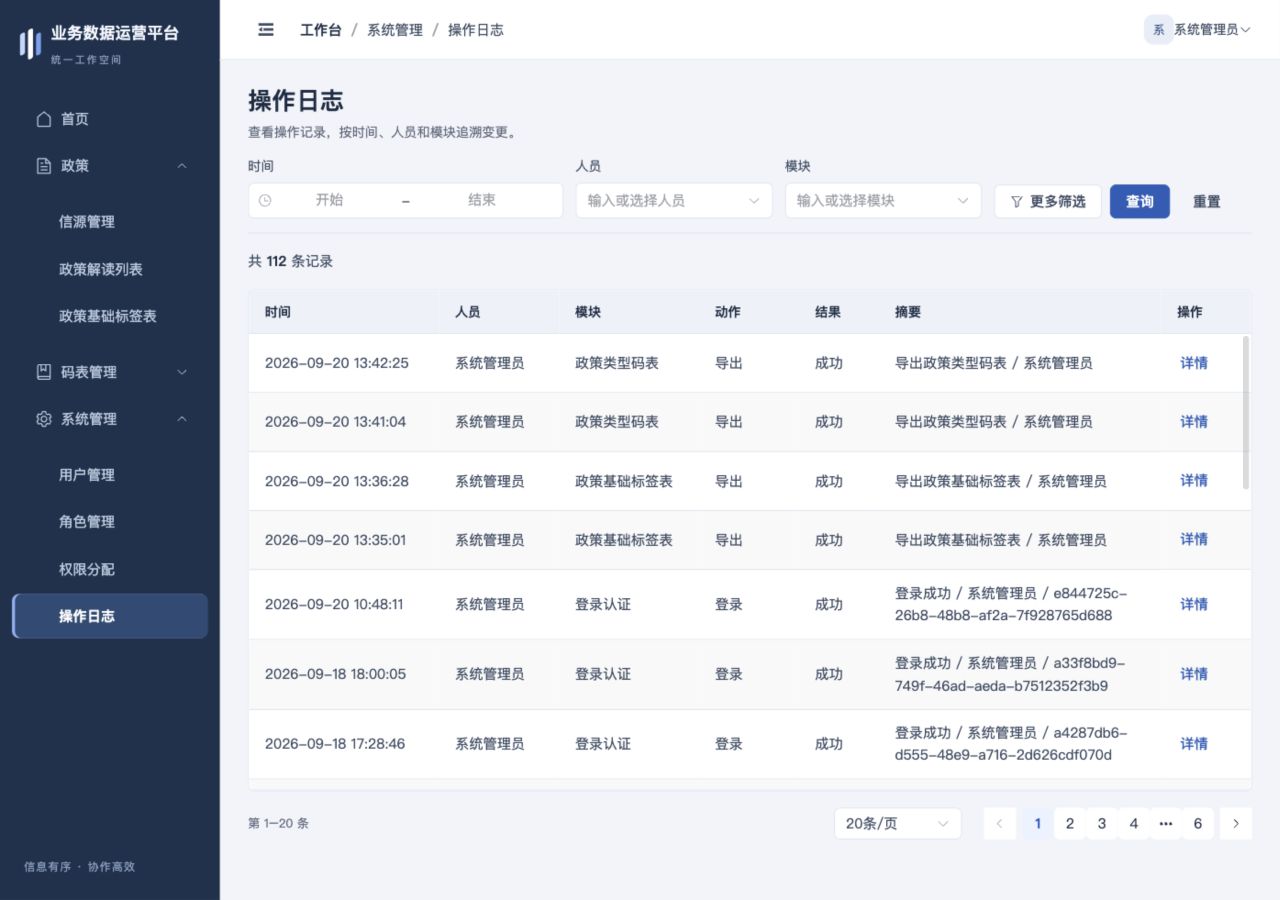 业务数据运营平台
统一工作空间
首页
政策
信源管理
政策解读列表
政策基础标签表
码表管理
系统管理
用户管理
角色管理
权限分配
操作日志
信息有序 · 协作高效
工作台 / 系统管理 / 操作日志
系 系统管理员
操作日志
查看操作记录，按时间、人员和模块追溯变更。
时间 人员 模块
开始 – 结束 输入或选择人员 输入或选择模块 更多筛选 查询 重置
共 112 条记录
时间 人员 模块 动作 结果 摘要 操作
2026-09-20 13:42:25 系统管理员 政策类型码表 导出 成功 导出政策类型码表 / 系统管理员 详情
2026-09-20 13:41:04 系统管理员 政策类型码表 导出 成功 导出政策类型码表 / 系统管理员 详情
2026-09-20 13:36:28 系统管理员 政策基础标签表 导出 成功 导出政策基础标签表 / 系统管理员 详情
2026-09-20 13:35:01 系统管理员 政策基础标签表 导出 成功 导出政策基础标签表 / 系统管理员 详情
2026-09-20 10:48:11 系统管理员 登录认证 登录 成功 登录成功 / 系统管理员 / e844725c-
26b8-48b8-af2a-7f928765d688 详情
2026-09-18 18:00:05 系统管理员 登录认证 登录 成功 登录成功 / 系统管理员 / a33f8bd9-
749f-46ad-aeda-b7512352f3b9 详情
2026-09-18 17:28:46 系统管理员 登录认证 登录 成功 登录成功 / 系统管理员 / a4287db6-
d555-48e9-a716-2d626cdf070d 详情
第 1–20 条 20条/页 1 2 3 4 ••• 6